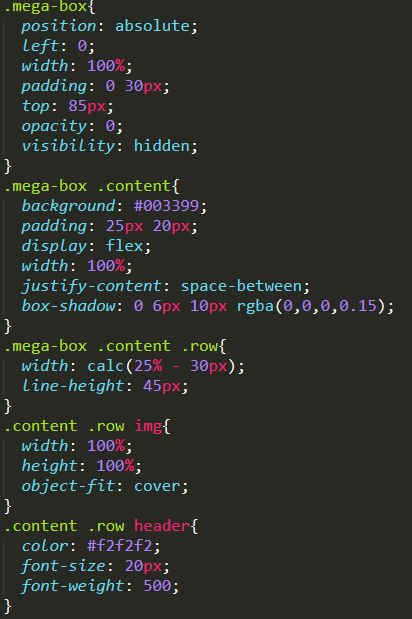 .mega-box{
position: absolute;
left: 0;
width: 100%;
padding: 0 30px;
top: 85px;
opacity: 0;
visibility: hidden;
}
.mega-box .content{
background: #003399;
padding: 25px 20px;
display: flex;
width: 100%;
justify-content: space-between;
box-shadow: 0 6px 10px rgba(0,0,0,0.15);
}
.mega-box .content .row{
width: calc(25% - 30px);
line-height: 45px;
}
.content .row img{
width: 100%;
height: 100%;
object-fit: cover;
}
.content .row header{
color: #f2f2f2;
font-size: 20px;
font-weight: 500;
}